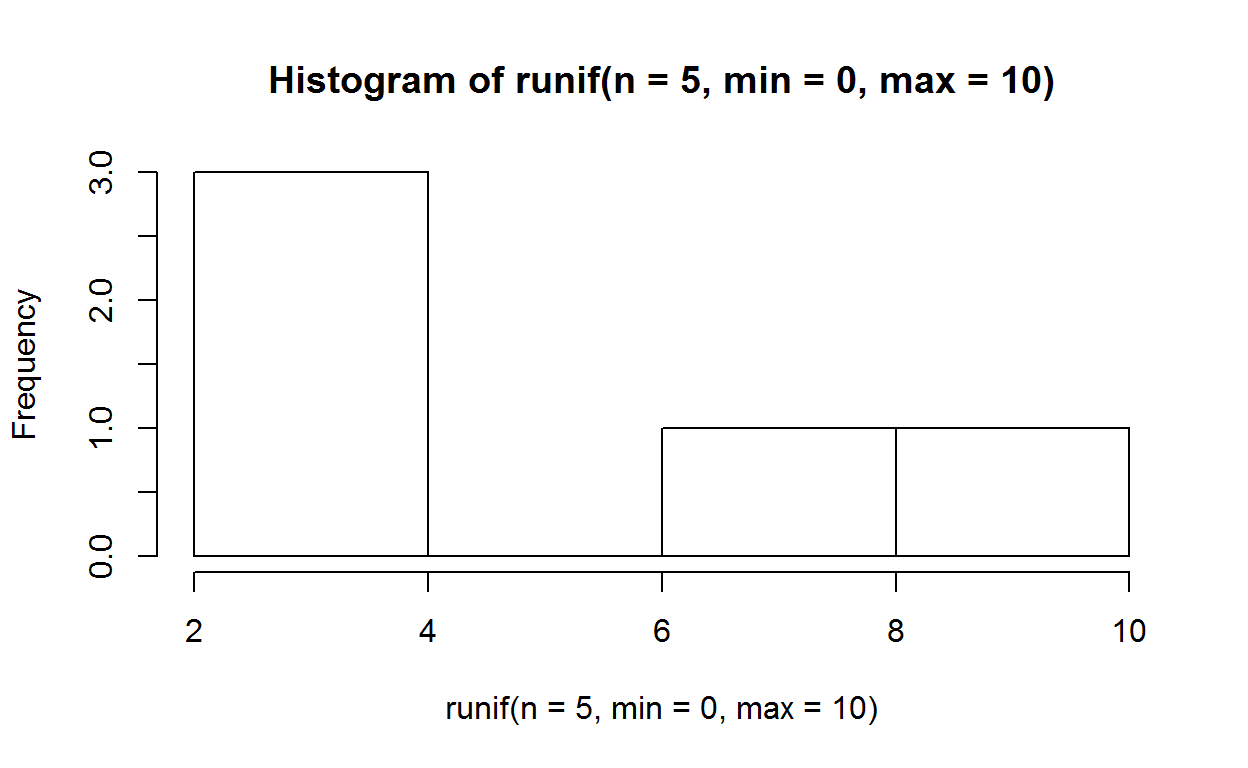 Histogram of runif(n = 5, min = 0, max = 10)
3.0
2.0
1.0
0.0
Frequency
2 4 6 8 10
runif(n = 5, min = 0, max = 10)